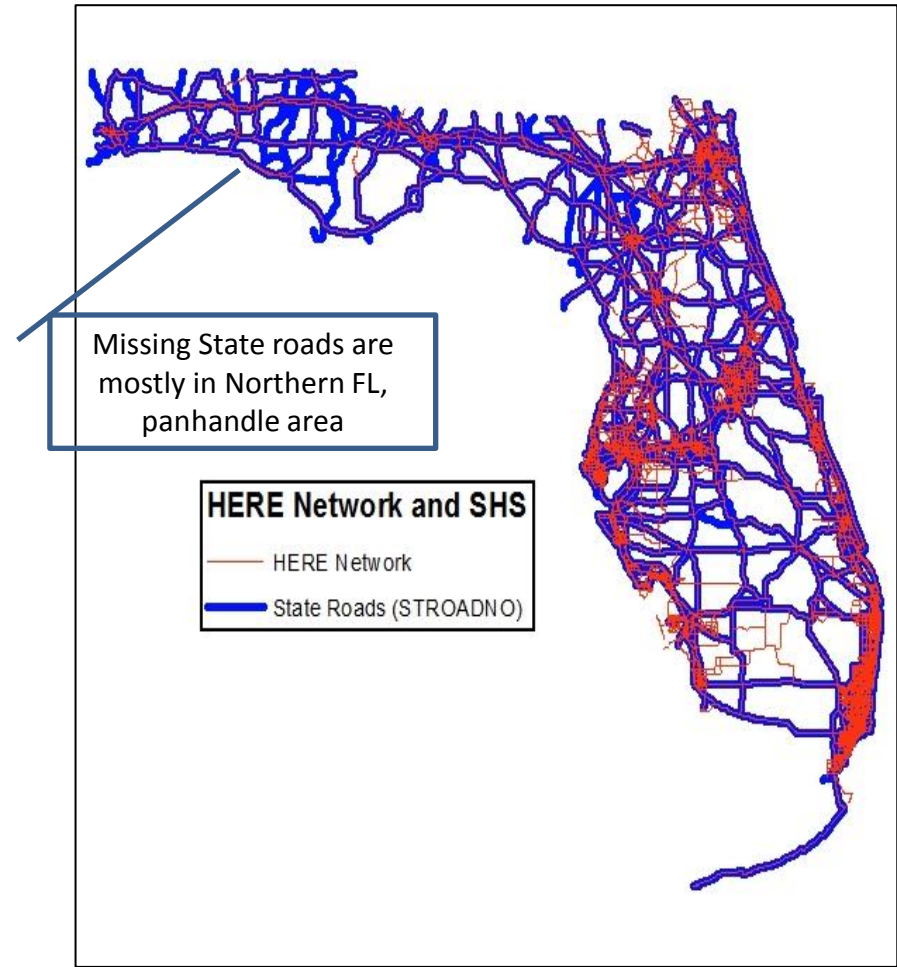 Missing State roads are
mostly in Northern FL,
panhandle area
HERE Network and SHS
HERE Network
State Roads (STROADNO)